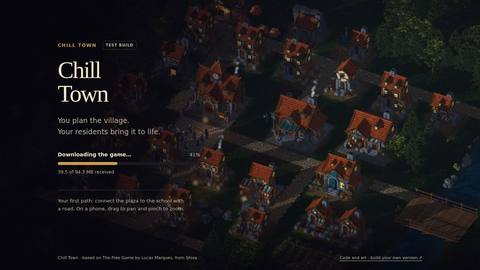 CHILL TOWN TEST BUILD
Chill
Town
You plan the village.
Your residents bring it to life.
Downloading the game... 41%
39.5 of 94.3 MB received
Your first path: connect the plaza to the school with
a road. On a phone, drag to pan and pinch to zoom.
Chill Town · based on The Free Game by Lucas Marques, from Shiva
Code and art · build your own version ↗